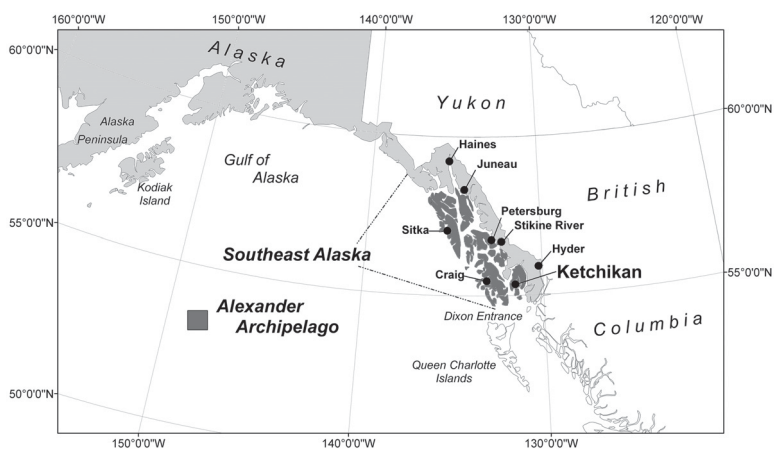 160°0'0"W 150°0'0"W 140°0'0"W 130°0'0"W 120°0'0"W
60°0'0"N
Alaska
Yukon
60°0'0"N
Alaska
Peninsula
Haines
Gulf of
Alaska
Juneau
Kodiak
Island
British
Petersburg
Stikine River
55°0'0"N
Sitka
Hyder
Southeast Alaska
Craig
Ketchikan
55°0'0"N
Alexander
Archipelago
Dixon Entrance
Columbia
Queen Charlotte
Islands
50°0'0"N
150°0'0"W 140°0'0"W 130°0'0"W